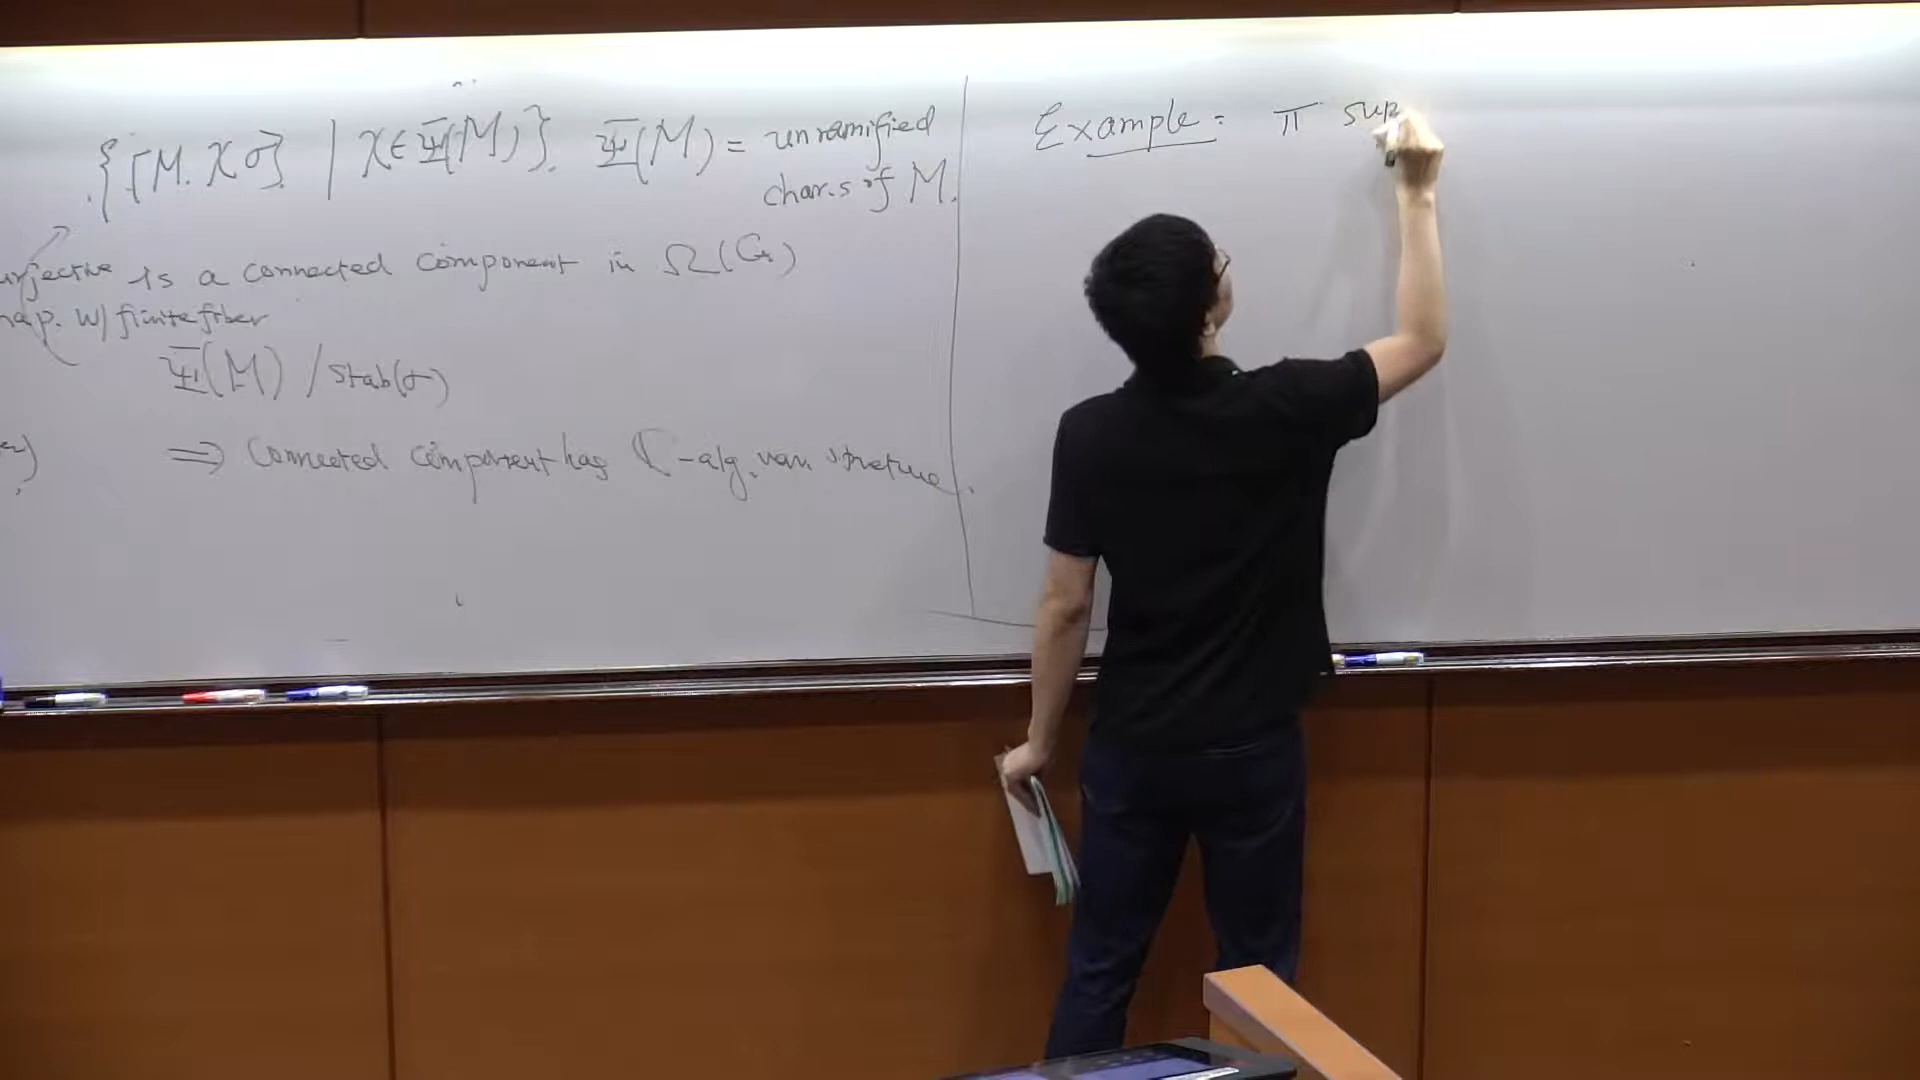 {[M, χσ] | χ∈Ψ(M)}. Ψ(M) = unramified
chars of M.
is a connected component in Ω(G)
map. w/ finite fiber
Ψ(M) / Stab(σ)
⟹ Connected component has ℂ-alg. var. structure.
Example: π sup